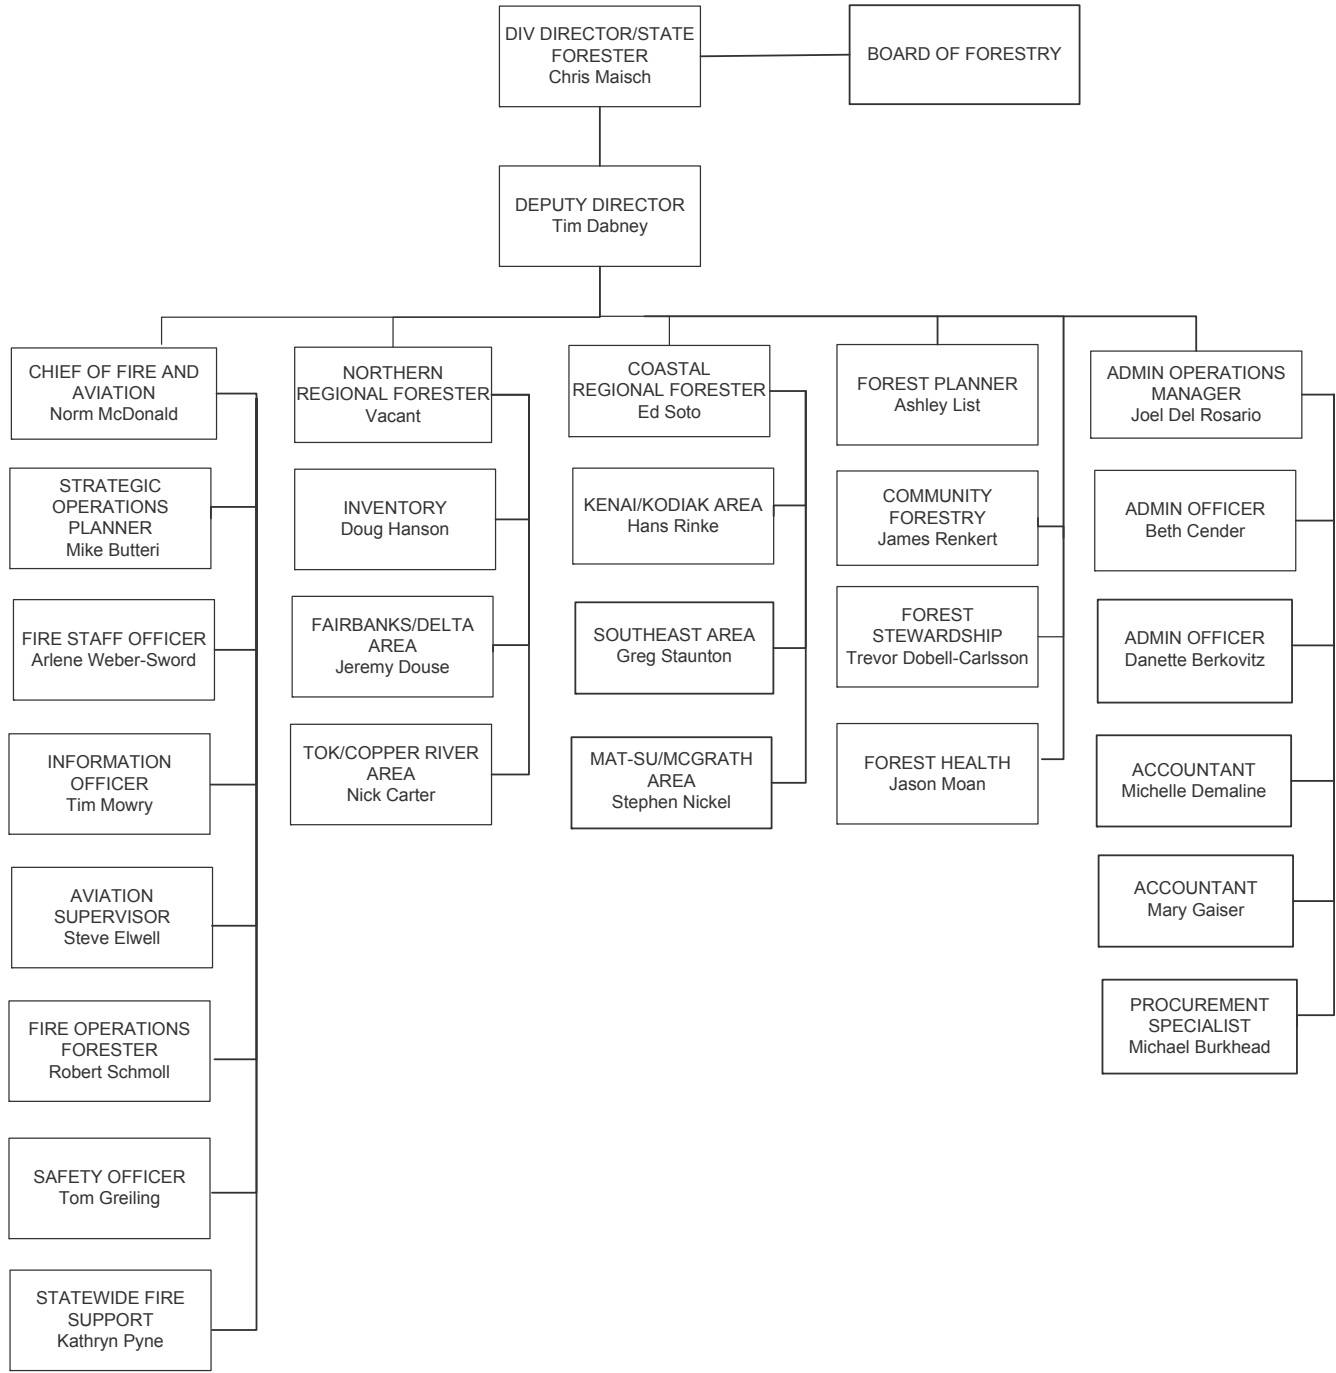 DIV DIRECTOR/STATE
FORESTER
Chris Maisch
BOARD OF FORESTRY
DEPUTY DIRECTOR
Tim Dabney
CHIEF OF FIRE AND
AVIATION
Norm McDonald
STRATEGIC
OPERATIONS
PLANNER
Mike Butteri
FIRE STAFF OFFICER
Arlene Weber-Sword
INFORMATION
OFFICER
Tim Mowry
AVIATION
SUPERVISOR
Steve Elwell
FIRE OPERATIONS
FORESTER
Robert Schmoll
SAFETY OFFICER
Tom Greiling
STATEWIDE FIRE
SUPPORT
Kathryn Pyne
NORTHERN
REGIONAL FORESTER
Vacant
INVENTORY
Doug Hanson
FAIRBANKS/DELTA
AREA
Jeremy Douse
TOK/COPPER RIVER
AREA
Nick Carter
COASTAL
REGIONAL FORESTER
Ed Soto
KENAI/KODIAK AREA
Hans Rinke
SOUTHEAST AREA
Greg Staunton
MAT-SU/MCGRATH
AREA
Stephen Nickel
FOREST PLANNER
Ashley List
COMMUNITY
FORESTRY
James Renkert
FOREST
STEWARDSHIP
Trevor Dobell-Carlsson
FOREST HEALTH
Jason Moan
ADMIN OPERATIONS
MANAGER
Joel Del Rosario
ADMIN OFFICER
Beth Cender
ADMIN OFFICER
Danette Berkovitz
ACCOUNTANT
Michelle Demaline
ACCOUNTANT
Mary Gaiser
PROCUREMENT
SPECIALIST
Michael Burkhead